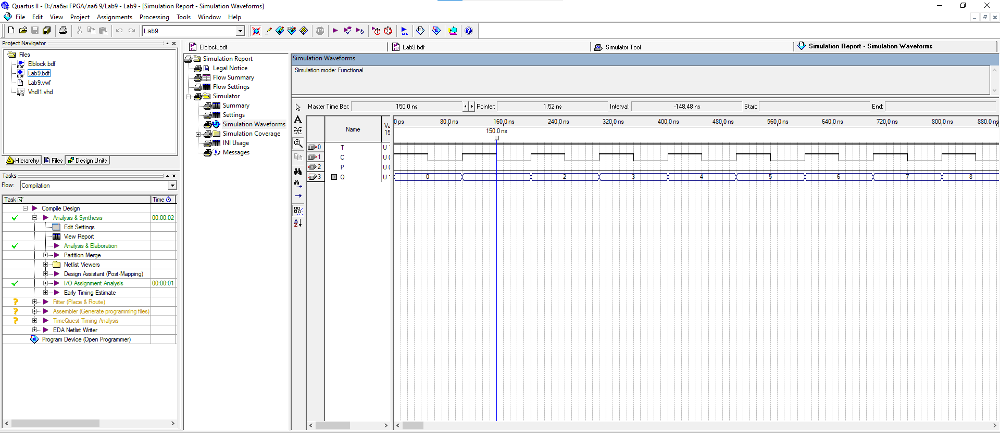 Quartus II - D:/лабы FPGA/лаб 9/Lab9 - Lab9 - [Simulation Report - Simulation Waveforms]
File Edit View Project Assignments Processing Tools Window Help
Lab9
Project Navigator
Files
Elblock.bdf
Lab9.bdf
Lab9.vwf
Vhdl1.vhd
Hierarchy Files Design Units
Tasks
Flow: Compilation
Task Time
Compile Design
Analysis & Synthesis 00:00:02
Edit Settings
View Report
Analysis & Elaboration
Partition Merge
Netlist Viewers
Design Assistant (Post-Mapping)
I/O Assignment Analysis 00:00:01
Early Timing Estimate
Fitter (Place & Route)
Assembler (Generate programming files)
TimeQuest Timing Analysis
EDA Netlist Writer
Program Device (Open Programmer)
Elblock.bdf Lab9.bdf Simulator Tool Simulation Report - Simulation Waveforms
Simulation Report
Legal Notice
Flow Summary
Flow Settings
Simulator
Summary
Settings
Simulation Waveforms
Simulation Coverage
INI Usage
Messages
Simulation Waveforms
Simulation mode: Functional
Master Time Bar: 150.0 ns Pointer: 1.52 ns Interval: -148.48 ns Start: End:
Name Va 15
0 ps 80.0 ns 160.0 ns 240.0 ns 320.0 ns 400.0 ns 480.0 ns 560.0 ns 640.0 ns 720.0 ns 800.0 ns 880.0 ns
150.0 ns
0 T U 1
1 C U 0
2 P U 0
3 Q U 1 0 1 2 3 4 5 6 7 8